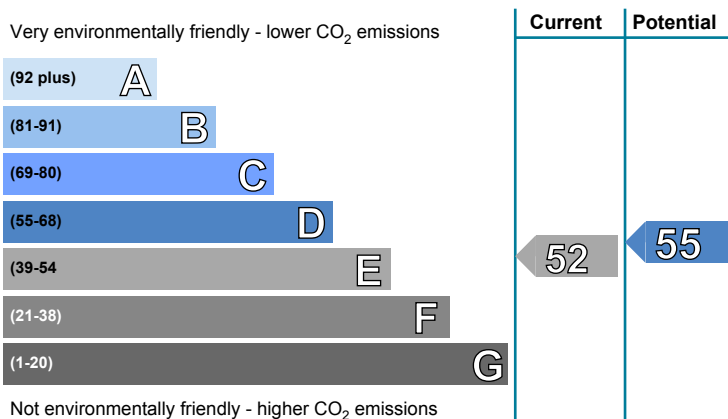 Current Potential
Very environmentally friendly - lower CO₂ emissions
(92 plus) A
(81-91) B
(69-80) C
(55-68) D
(39-54 E
52 55
(21-38) F
(1-20) G
Not environmentally friendly - higher CO₂ emissions